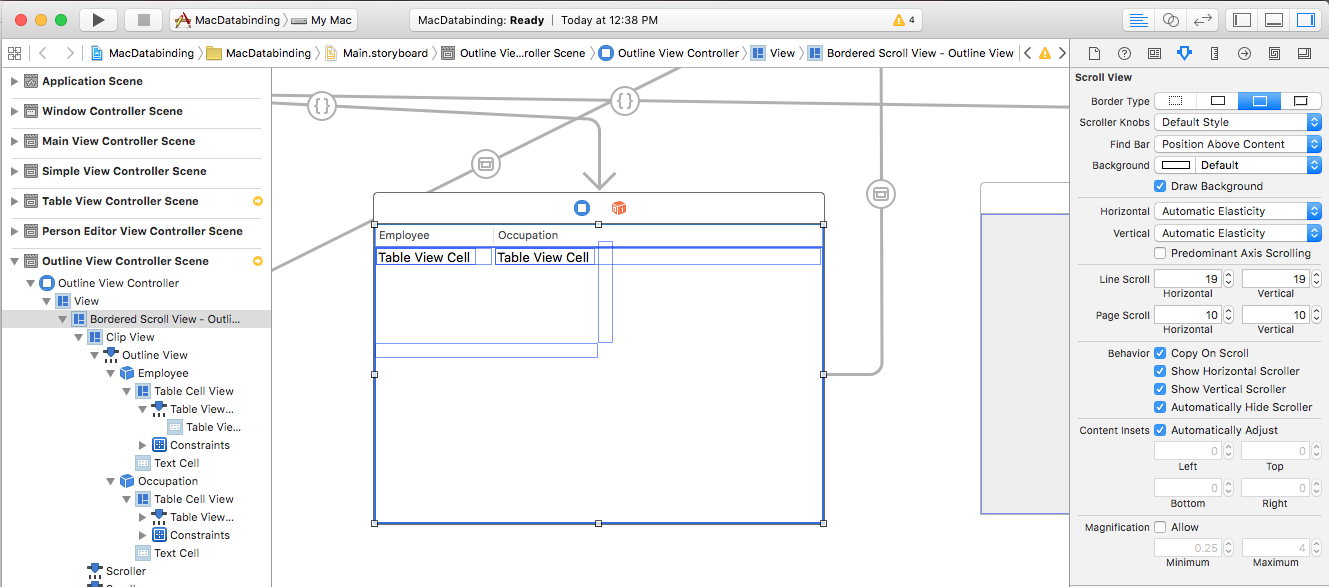 MacDatabinding My Mac
MacDatabinding: Ready | Today at 12:38 PM
4
MacDatabinding MacDatabinding Main.storyboard Outline Vie...roller Scene Outline View Controller View Bordered Scroll View - Outline View
Application Scene
Window Controller Scene
Main View Controller Scene
Simple View Controller Scene
Table View Controller Scene
Person Editor View Controller Scene
Outline View Controller Scene
Outline View Controller
View
Bordered Scroll View - Outli...
Clip View
Outline View
Employee
Table Cell View
Table View...
Table Vie...
Constraints
Text Cell
Occupation
Table Cell View
Table View...
Constraints
Text Cell
Scroller
{}
{}
Employee Occupation
Table View Cell Table View Cell
Scroll View
Border Type
Scroller Knobs Default Style
Find Bar Position Above Content
Background Default
Draw Background
Horizontal Automatic Elasticity
Vertical Automatic Elasticity
Predominant Axis Scrolling
Line Scroll 19 19
Horizontal Vertical
Page Scroll 10 10
Horizontal Vertical
Behavior Copy On Scroll
Show Horizontal Scroller
Show Vertical Scroller
Automatically Hide Scroller
Content Insets Automatically Adjust
0 0
Left Top
0 0
Bottom Right
Magnification Allow
0.25 4
Minimum Maximum